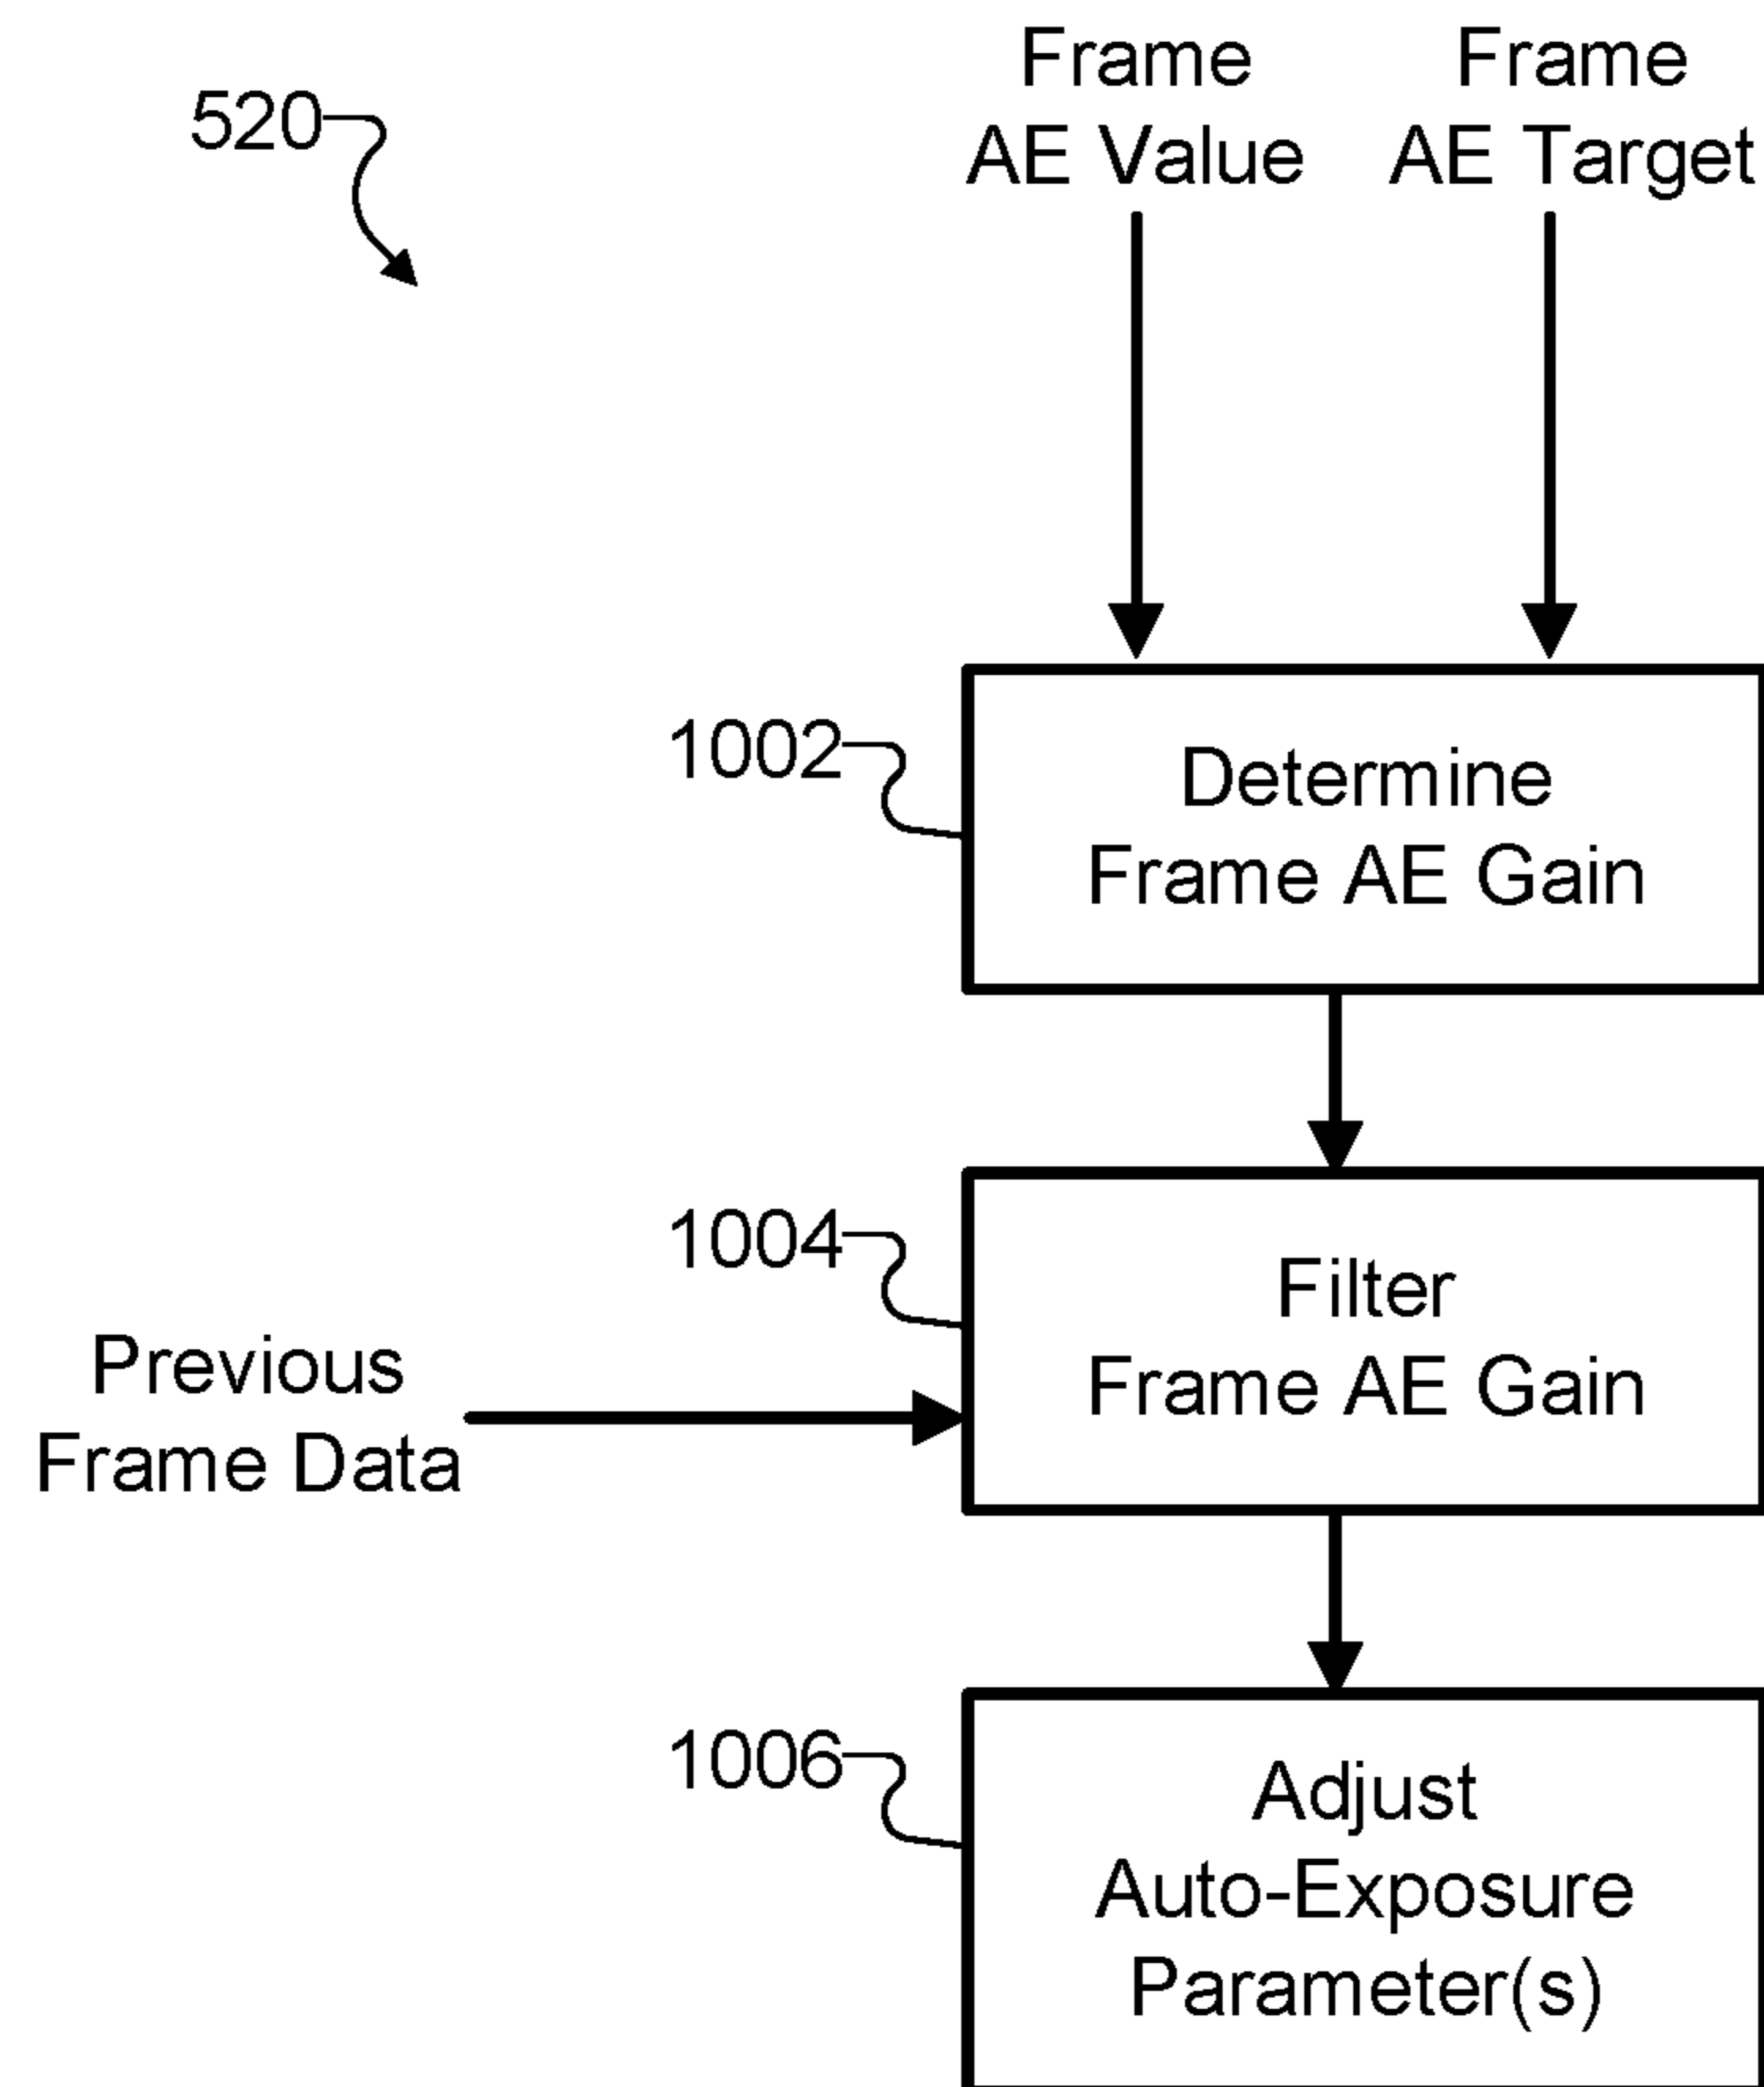 520
Frame
AE Value
Frame
AE Target
1002
Determine
Frame AE Gain
1004
Filter
Frame AE Gain
Previous
Frame Data
1006
Adjust
Auto-Exposure
Parameter(s)